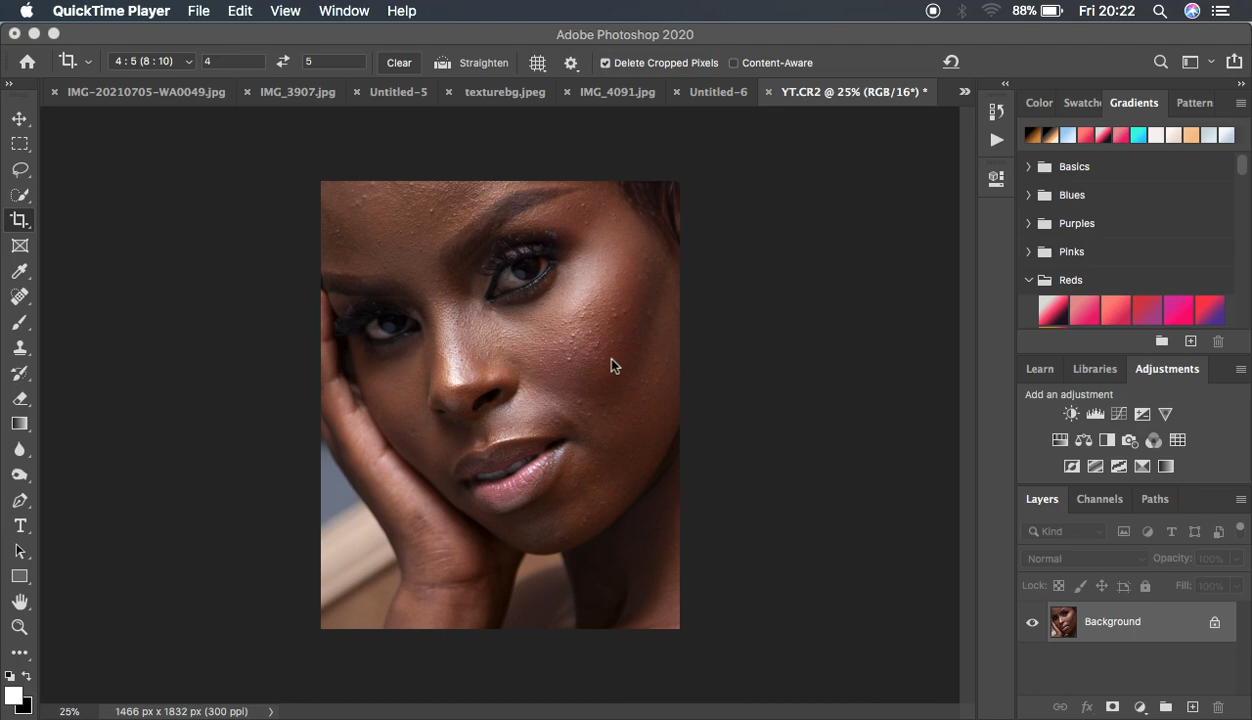 QuickTime Player File Edit View Window Help 88% Fri 20:22
Adobe Photoshop 2020
4 : 5 (8 : 10) 4 5 Clear Straighten Delete Cropped Pixels Content-Aware
IMG-20210705-WA0049.jpg IMG_3907.jpg Untitled-5 texturebg.jpeg IMG_4091.jpg Untitled-6 YT.CR2 @ 25% (RGB/16*) *
Color Swatche Gradients Pattern
Basics
Blues
Purples
Pinks
Reds
Learn Libraries Adjustments
Add an adjustment
Layers Channels Paths
Kind
Normal Opacity: 100%
Lock: Fill: 100%
Background
25% 1466 px x 1832 px (300 ppi)